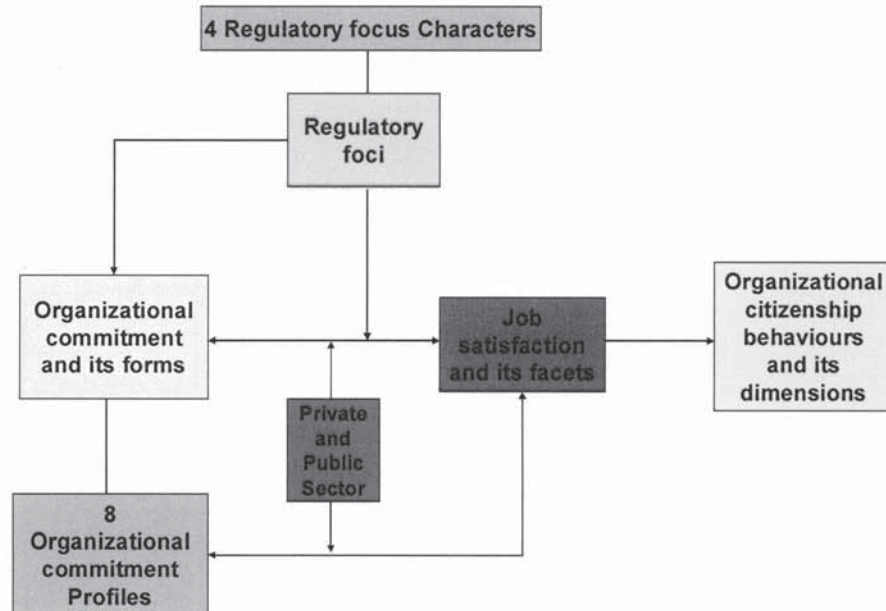 4 Regulatory focus Characters
Regulatory
foci
Organizational
commitment
and its forms
Job
satisfaction
and its facets
Organizational
citizenship
behaviours
and its
dimensions
Private
and
Public
Sector
8
Organizational
commitment
Profiles